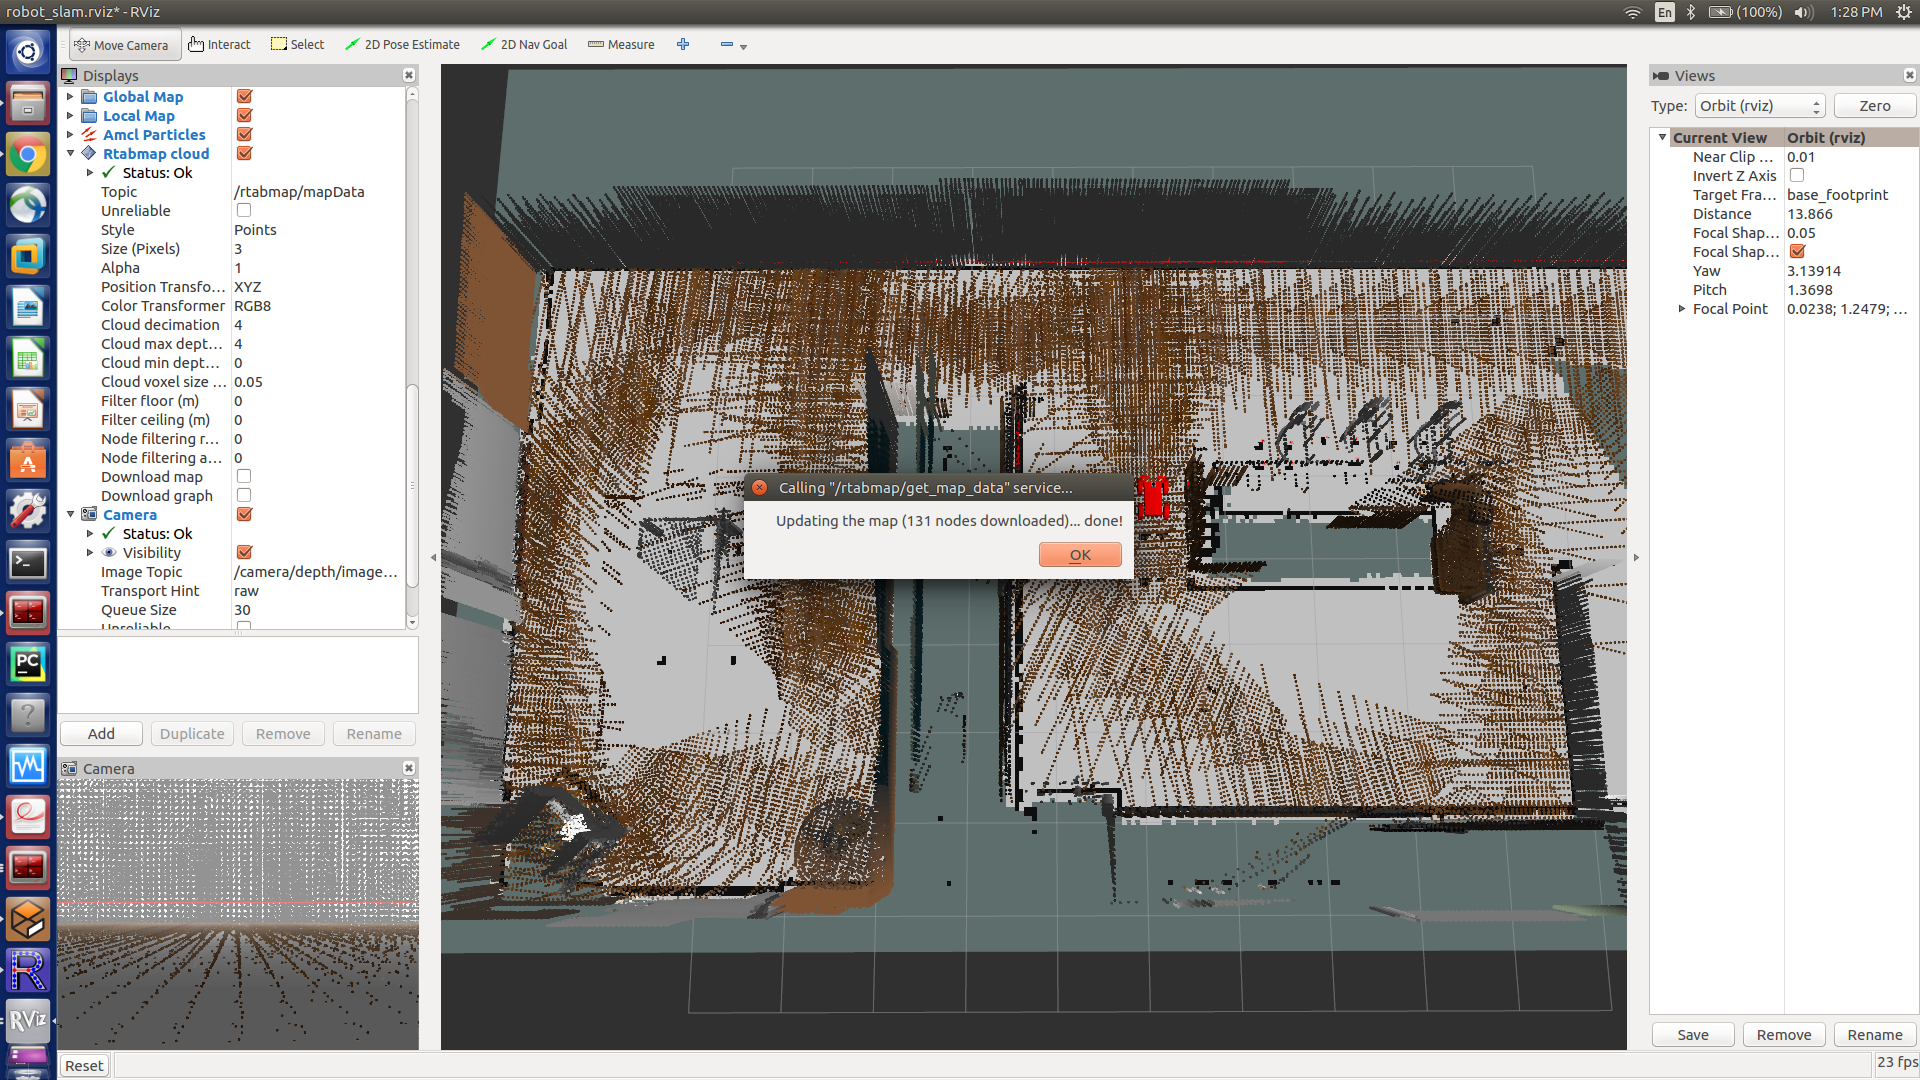 robot_slam.rviz* - RViz
En (100%) 1:28 PM
Move Camera Interact Select 2D Pose Estimate 2D Nav Goal Measure
Displays
Global Map
Local Map
Amcl Particles
Rtabmap cloud
Status: Ok
Topic /rtabmap/mapData
Unreliable
Style Points
Size (Pixels) 3
Alpha 1
Position Transfo... XYZ
Color Transformer RGB8
Cloud decimation 4
Cloud max dept... 4
Cloud min dept... 0
Cloud voxel size ... 0.05
Filter floor (m) 0
Filter ceiling (m) 0
Node filtering r... 0
Node filtering a... 0
Download map
Download graph
Camera
Status: Ok
Visibility
Image Topic /camera/depth/image...
Transport Hint raw
Queue Size 30
Unreliable
Add Duplicate Remove Rename
Camera
Reset
Calling "/rtabmap/get_map_data" service...
Updating the map (131 nodes downloaded)... done!
OK
Views
Type: Orbit (rviz) Zero
Current View Orbit (rviz)
Near Clip ... 0.01
Invert Z Axis
Target Fra... base_footprint
Distance 13.866
Focal Shap... 0.05
Focal Shap...
Yaw 3.13914
Pitch 1.3698
Focal Point 0.0238; 1.2479; ...
Save Remove Rename
23 fps
PC
R
RViz